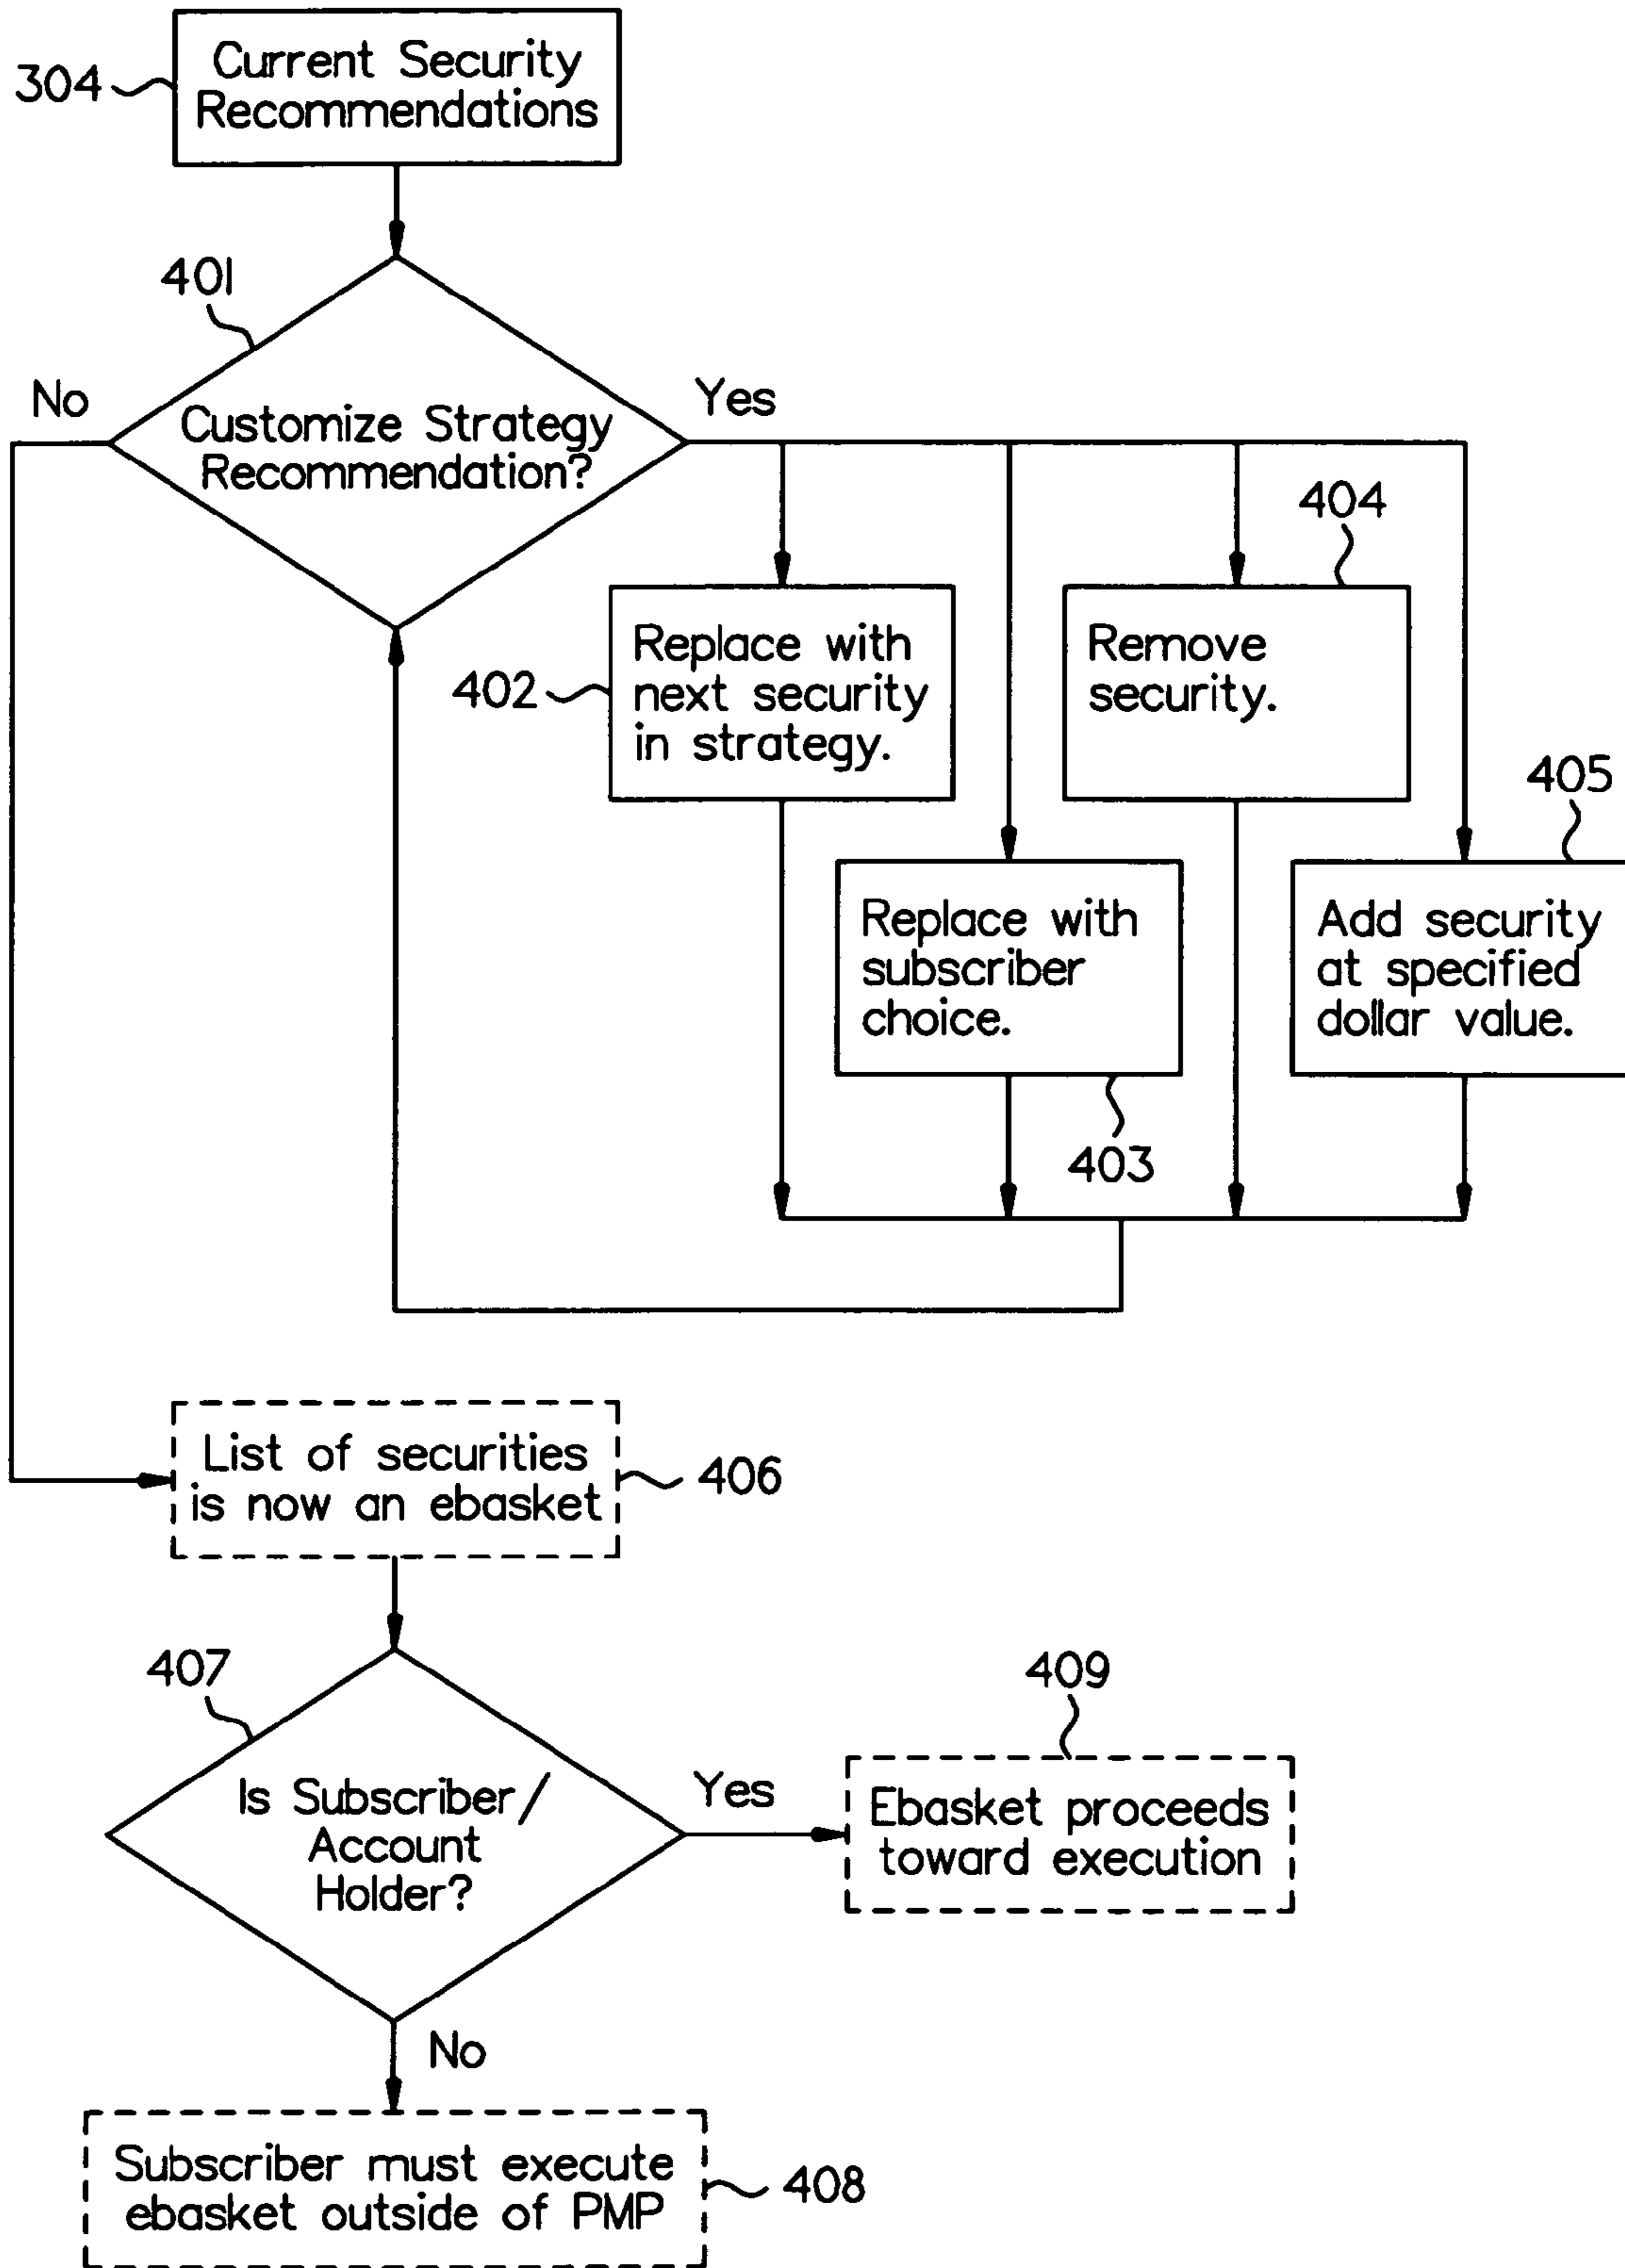 304
Current Security
Recommendations
401
No
Yes
Customize Strategy
Recommendation?
404
402
Replace with
next security
in strategy.
Remove
security.
405
Replace with
subscriber
choice.
Add security
at specified
dollar value.
403
List of securities
is now an ebasket
406
407
409
Is Subscriber/
Account
Holder?
Yes
Ebasket proceeds
toward execution
No
Subscriber must execute
ebasket outside of PMP
408